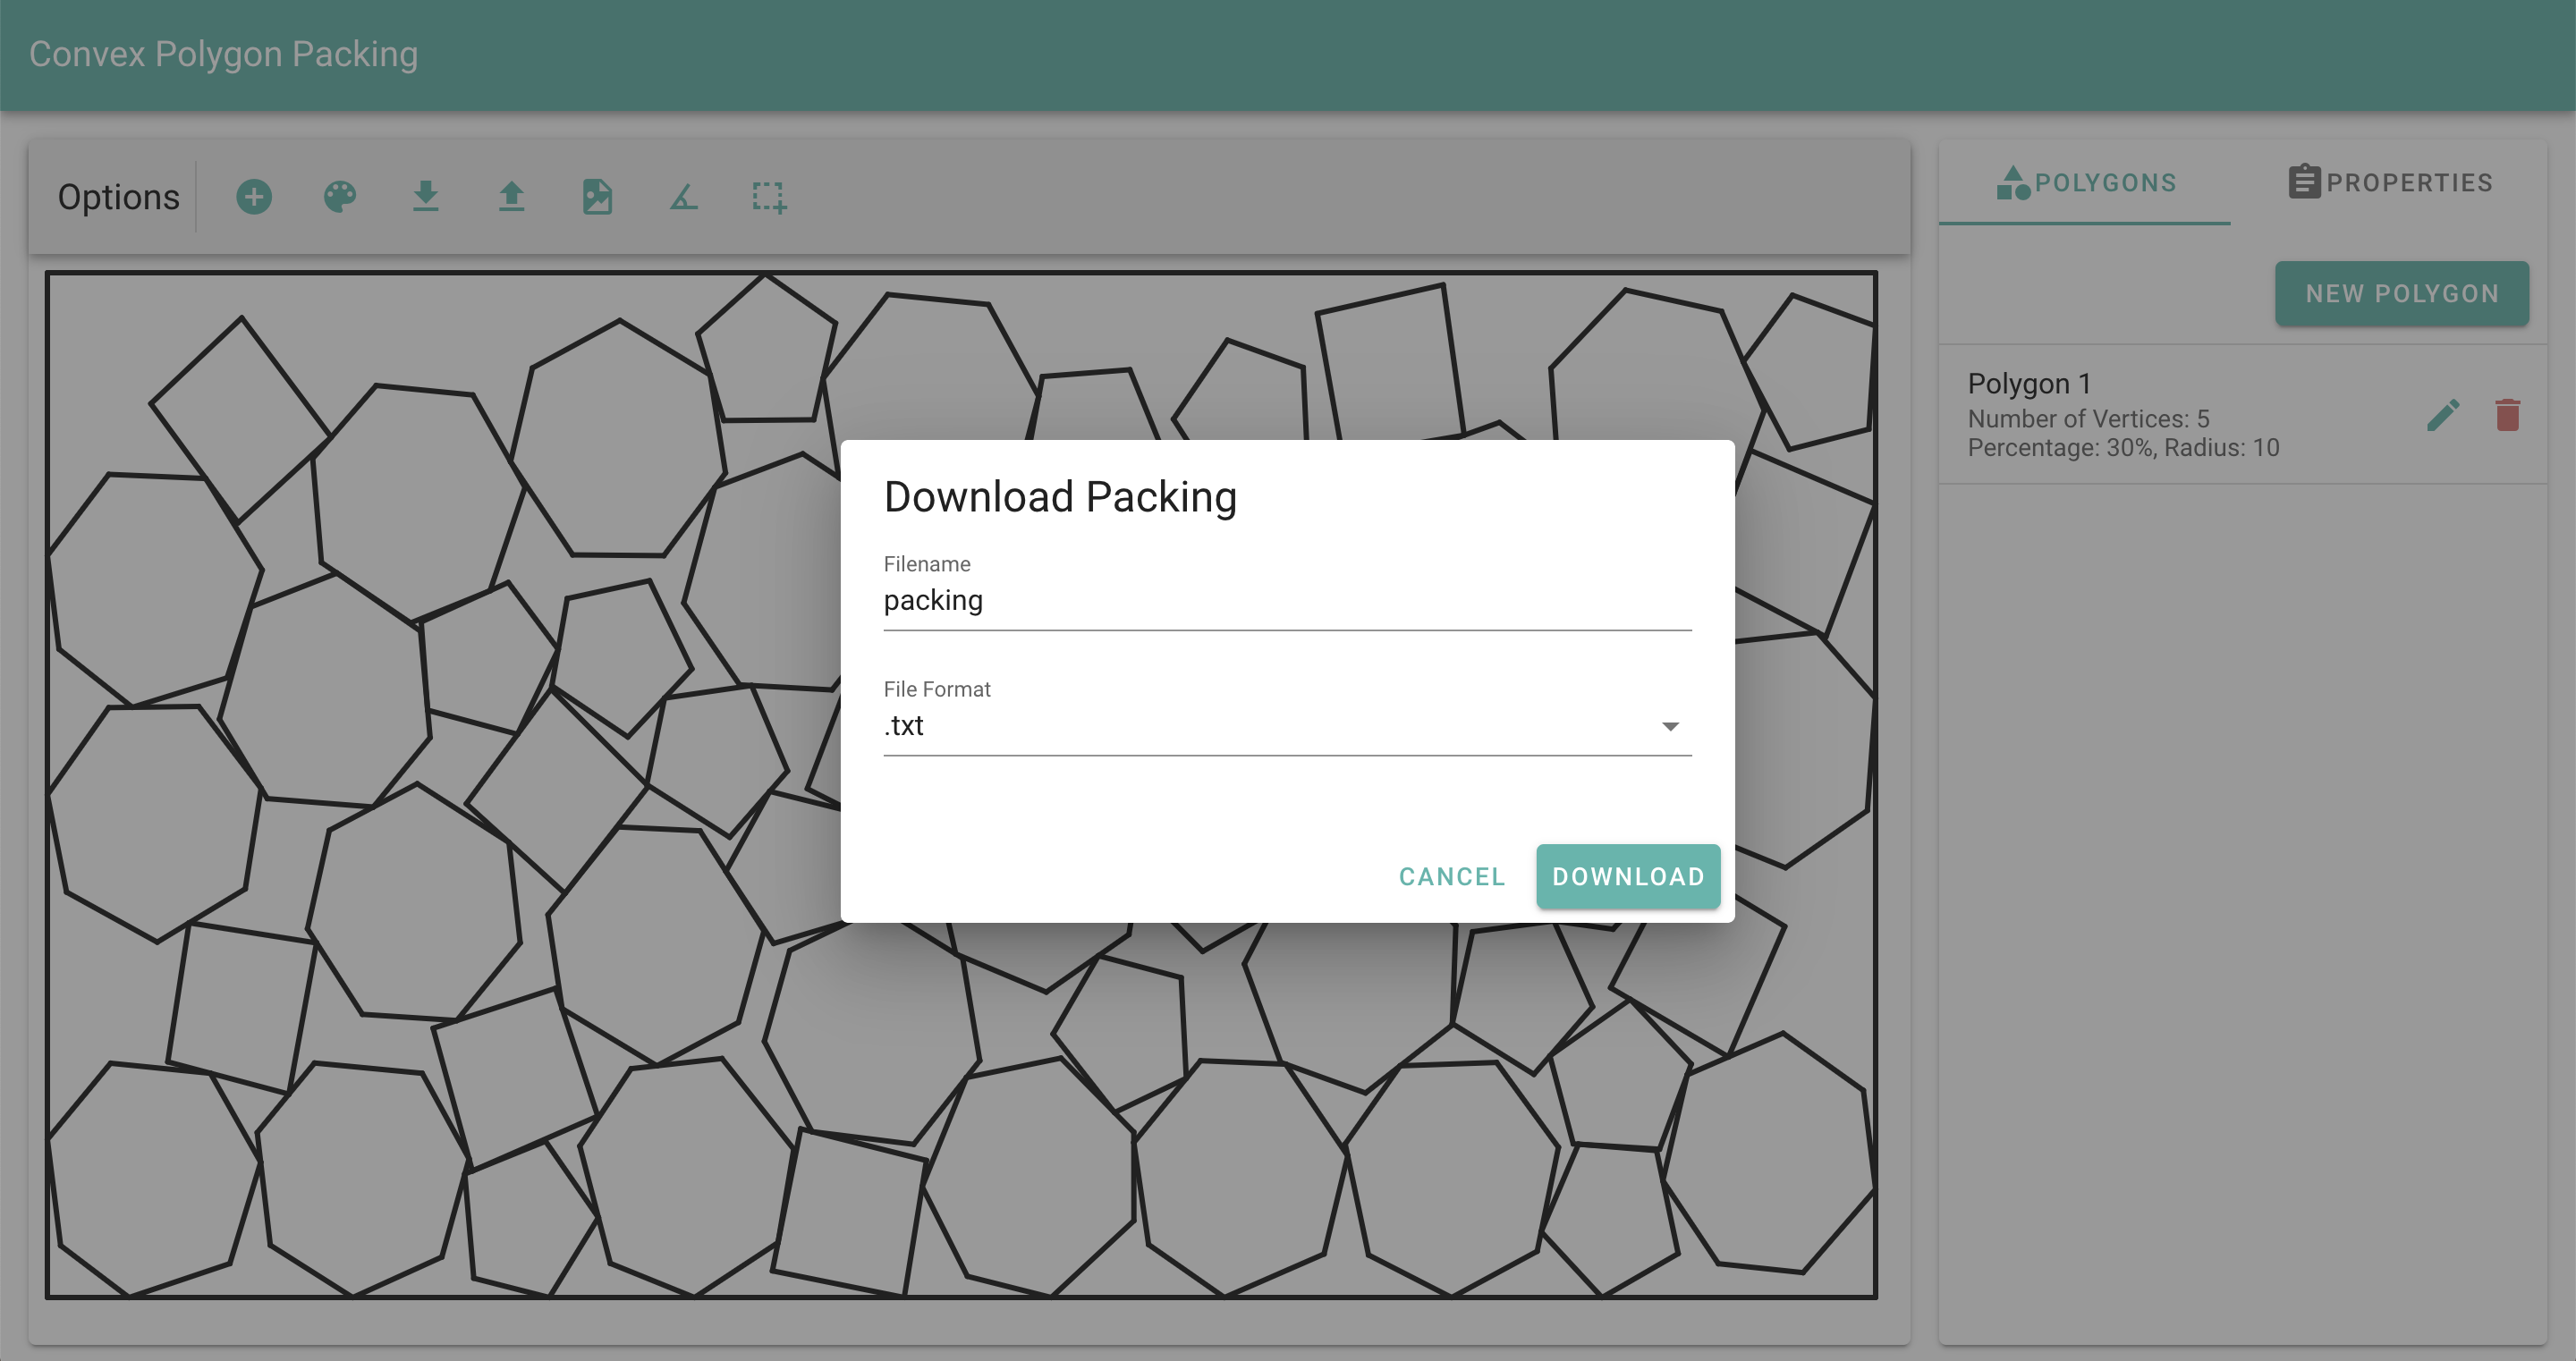 Convex Polygon Packing
Options
POLYGONS
PROPERTIES
NEW POLYGON
Polygon 1
Number of Vertices: 5
Percentage: 30%, Radius: 10
Download Packing
Filename
packing
File Format
.txt
CANCEL
DOWNLOAD